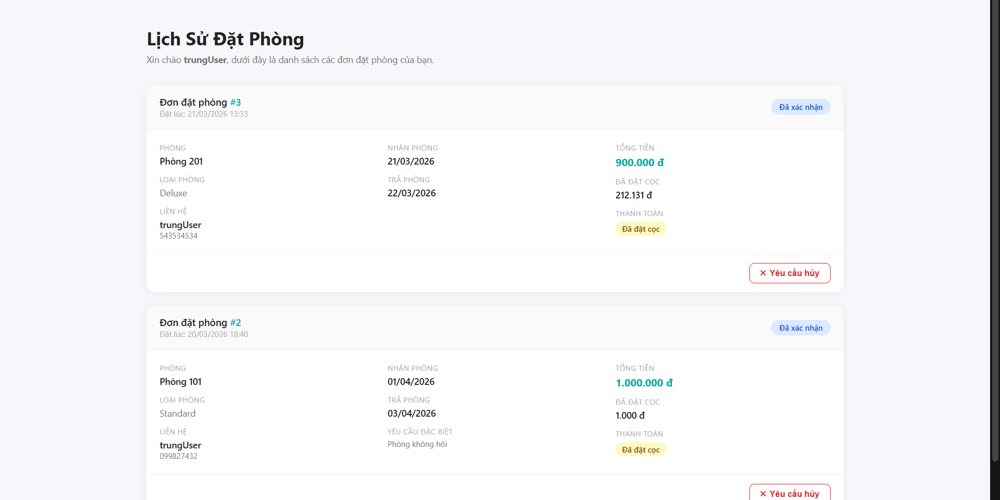 Lịch Sử Đặt Phòng
Xin chào trungUser, dưới đây là danh sách các đơn đặt phòng của bạn.
Đơn đặt phòng #3
Đặt lúc: 21/03/2026 13:33
Đã xác nhận
PHÒNG
Phòng 201
LOẠI PHÒNG
Deluxe
LIÊN HỆ
trungUser
543534534
NHẬN PHÒNG
21/03/2026
TRẢ PHÒNG
22/03/2026
TỔNG TIỀN
900.000 đ
ĐÃ ĐẶT CỌC
212.131 đ
THANH TOÁN
Đã đặt cọc
✕ Yêu cầu hủy
Đơn đặt phòng #2
Đặt lúc: 20/03/2026 18:40
Đã xác nhận
PHÒNG
Phòng 101
LOẠI PHÒNG
Standard
LIÊN HỆ
trungUser
099827432
NHẬN PHÒNG
01/04/2026
TRẢ PHÒNG
03/04/2026
YÊU CẦU ĐẶC BIỆT
Phòng không hôi
TỔNG TIỀN
1.000.000 đ
ĐÃ ĐẶT CỌC
1.000 đ
THANH TOÁN
Đã đặt cọc
✕ Yêu cầu hủy